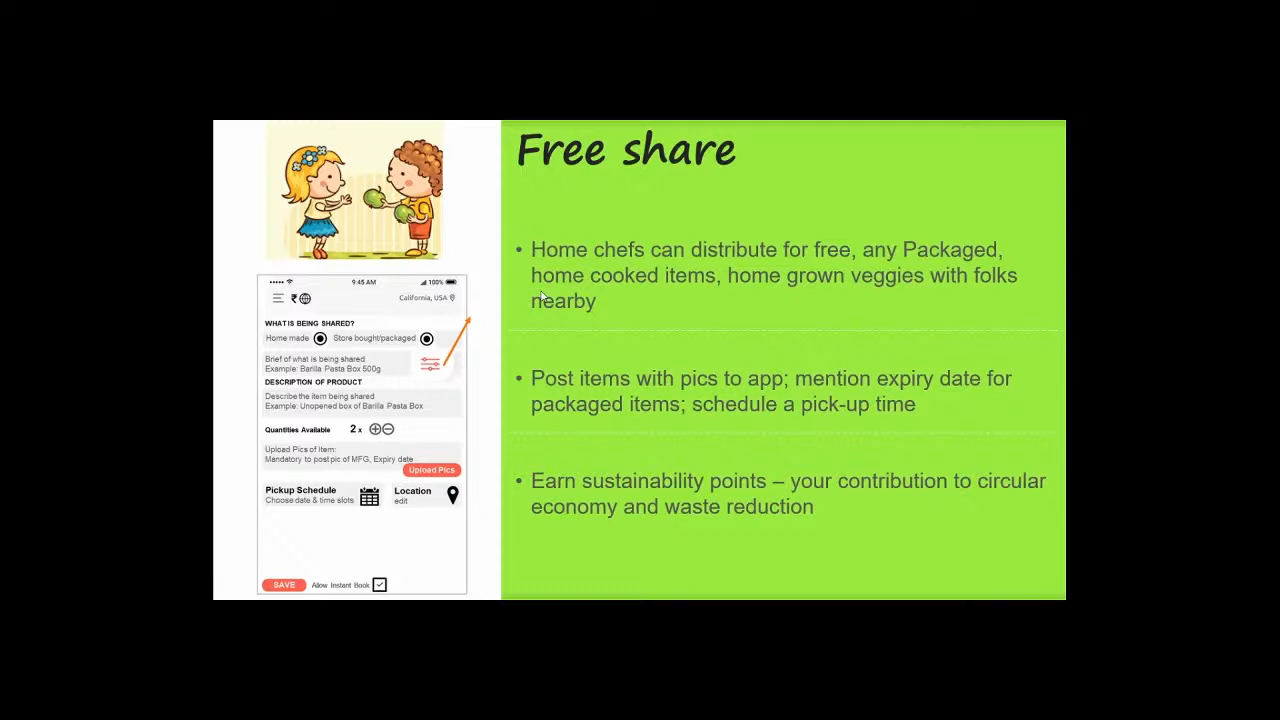 Free share
• Home chefs can distribute for free, any Packaged,
home cooked items, home grown veggies with folks
nearby
• Post items with pics to app; mention expiry date for
packaged items; schedule a pick-up time
• Earn sustainability points – your contribution to circular
economy and waste reduction
9:45 AM
100%
₹
California, USA
WHAT IS BEING SHARED?
Home made
Store bought/packaged
Brief of what is being shared
Example: Barilla Pasta Box 500g
DESCRIPTION OF PRODUCT
Describe the item being shared
Example: Unopened box of Barilla Pasta Box
Quantities Available 2 x
Upload Pics of Item:
Mandatory to post pic of MFG, Expiry date
Upload Pics
Pickup Schedule
Choose date & time slots
Location
edit
SAVE
Allow Instant Book